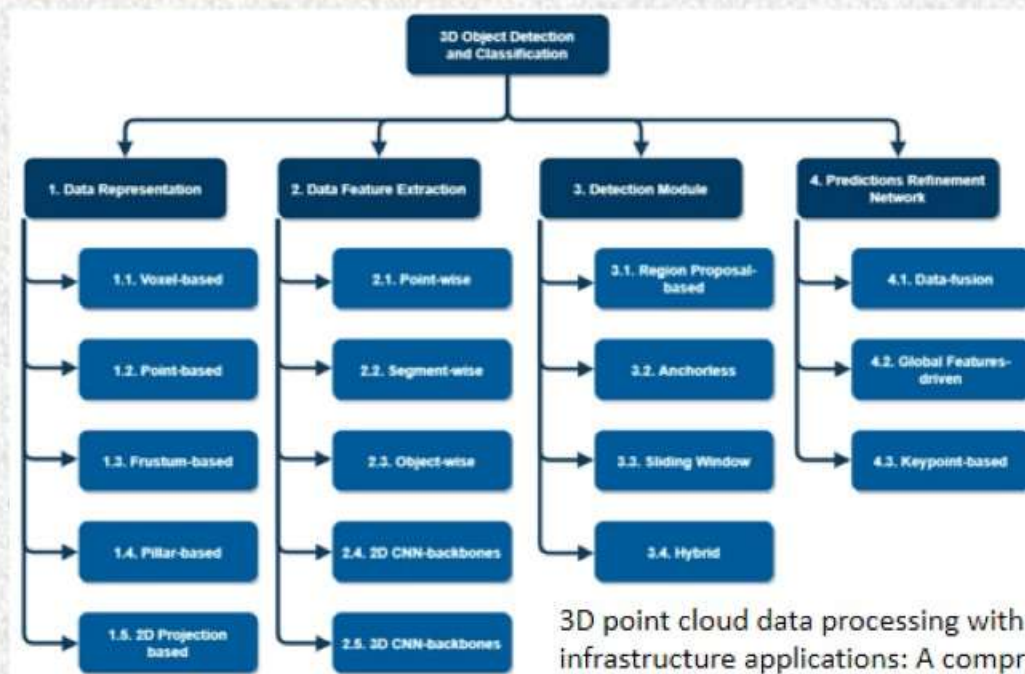 3D Object Detection
and Classification
1. Data Representation
2. Data Feature Extraction
3. Detection Module
4. Predictions Refinement
Network
1.1. Voxel-based
1.2. Point-based
1.3. Frustum-based
1.4. Pillar-based
1.5. 2D Projection
based
2.1. Point-wise
2.2. Segment-wise
2.3. Object-wise
2.4. 2D CNN-backbones
2.5. 3D CNN-backbones
3.1. Region Proposal-
based
3.2. Anchorless
3.3. Sliding Window
3.4. Hybrid
4.1. Data-fusion
4.2. Global Features-
driven
4.3. Keypoint-based
3D point cloud data processing with
infrastructure applications: A compr